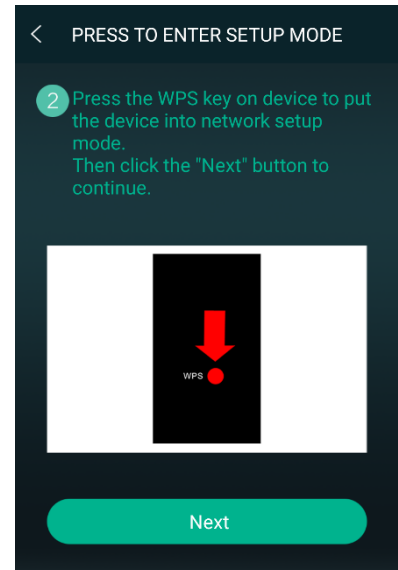 PRESS TO ENTER SETUP MODE
2
Press the WPS key on device to put
the device into network setup
mode.
Then click the "Next" button to
continue.
WPS
Next